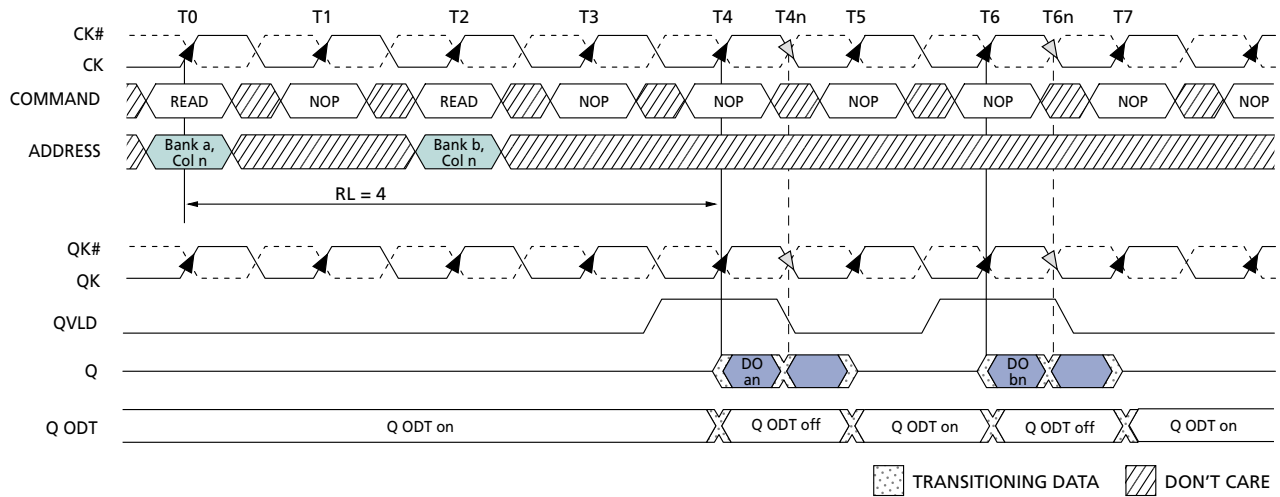 T0 T1 T2 T3 T4 T4n T5 T6 T6n T7
CK#
CK
COMMAND READ NOP READ NOP NOP NOP NOP NOP NOP
ADDRESS Bank a, Col n Bank b, Col n
RL = 4
QK#
QK
QVLD
Q DO an DO bn
Q ODT Q ODT on Q ODT off Q ODT on Q ODT off Q ODT on
TRANSITIONING DATA DON'T CARE